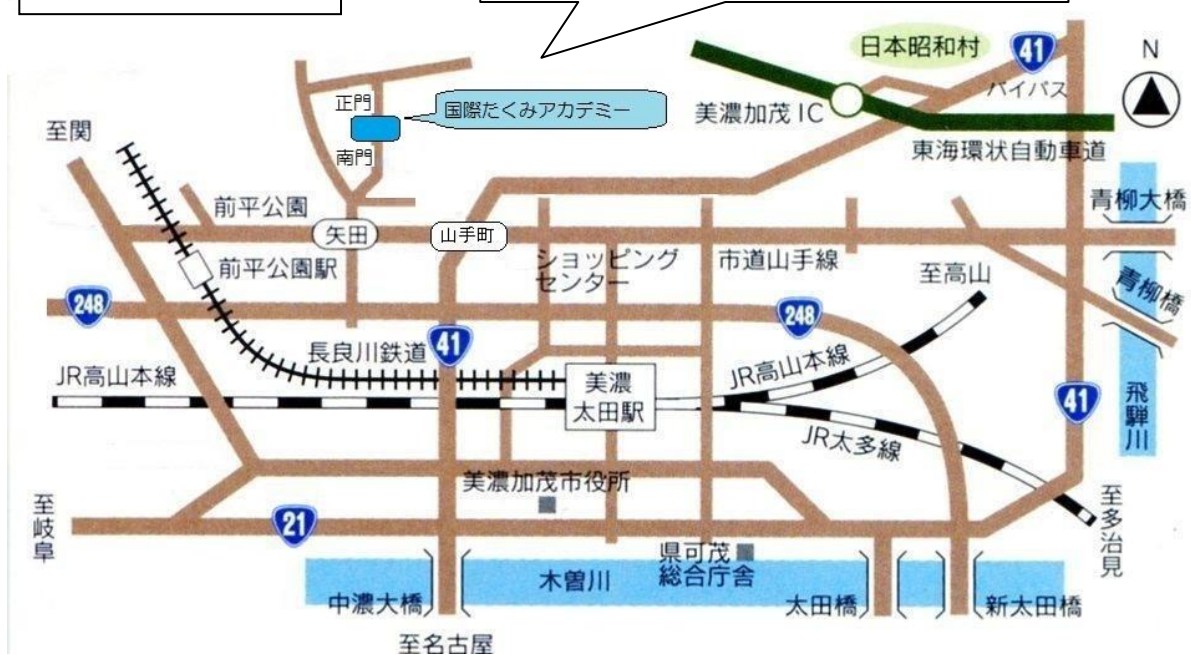 日本昭和村
41
N
正門
国際たくみアカデミー
美濃加茂IC
バイパス
至関
南門
東海環状自動車道
前平公園
矢田
山手町
青柳大橋
前平公園駅
ショッピング
センター
市道山手線
至高山
青柳橋
248
248
長良川鉄道
41
JR高山本線
美濃
太田駅
JR高山本線
41
飛騨川
JR太多線
美濃加茂市役所
至岐阜
21
至多治見
県可茂
総合庁舎
木曽川
中濃大橋
太田橋
新太田橋
至名古屋